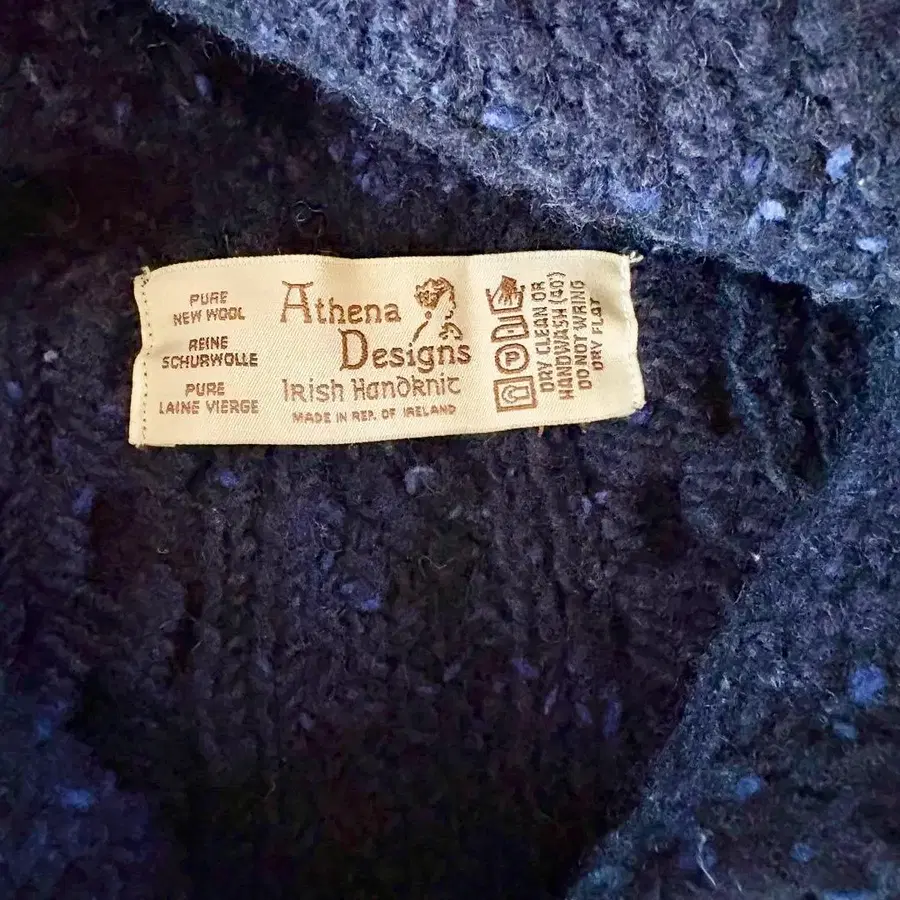 PURE
NEW WOOL
REINE
SCHURWOLLE
PURE
LAINE VIERGE
Athena
Designs
Irish Handknit
MADE IN REP. OF IRELAND
P
DRY CLEAN OR
HANDWASH (40)
DO NOT WRING
DRY FLAT